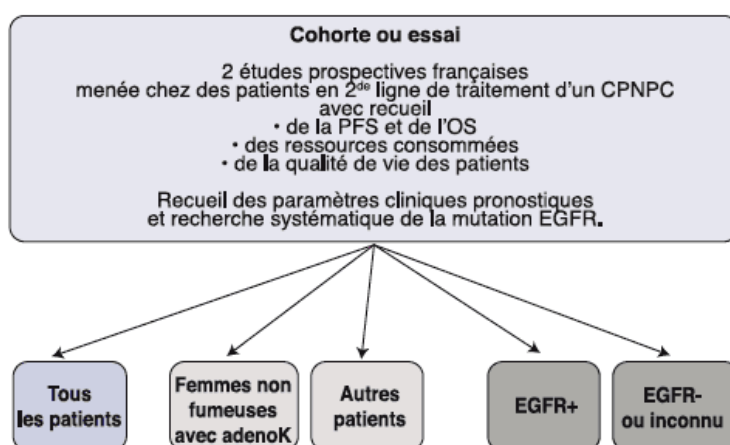 Cohorte ou essai
2 études prospectives françaises
menée chez des patients en 2de ligne de traitement d'un CPNPC
avec recueil
• de la PFS et de l'OS
• des ressources consommées
• de la qualité de vie des patients
Recueil des paramètres cliniques pronostiques
et recherche systématique de la mutation EGFR.
Tous
les patients
Femmes non
fumeuses
avec adenoK
Autres
patients
EGFR+
EGFR-
ou inconnu